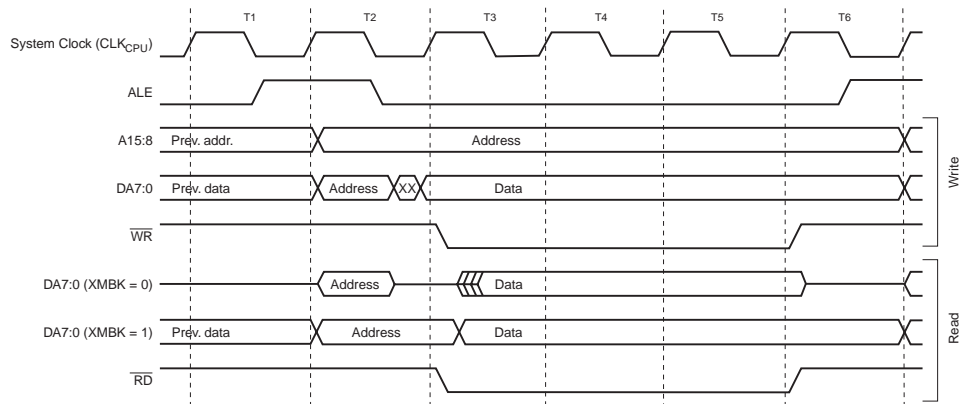 T1 T2 T3 T4 T5 T6
System Clock (CLKCPU)
ALE
A15:8 Prev. addr. Address
DA7:0 Prev. data Address XX Data
WR
Write
DA7:0 (XMBK = 0) Address Data
DA7:0 (XMBK = 1) Prev. data Address Data
RD
Read